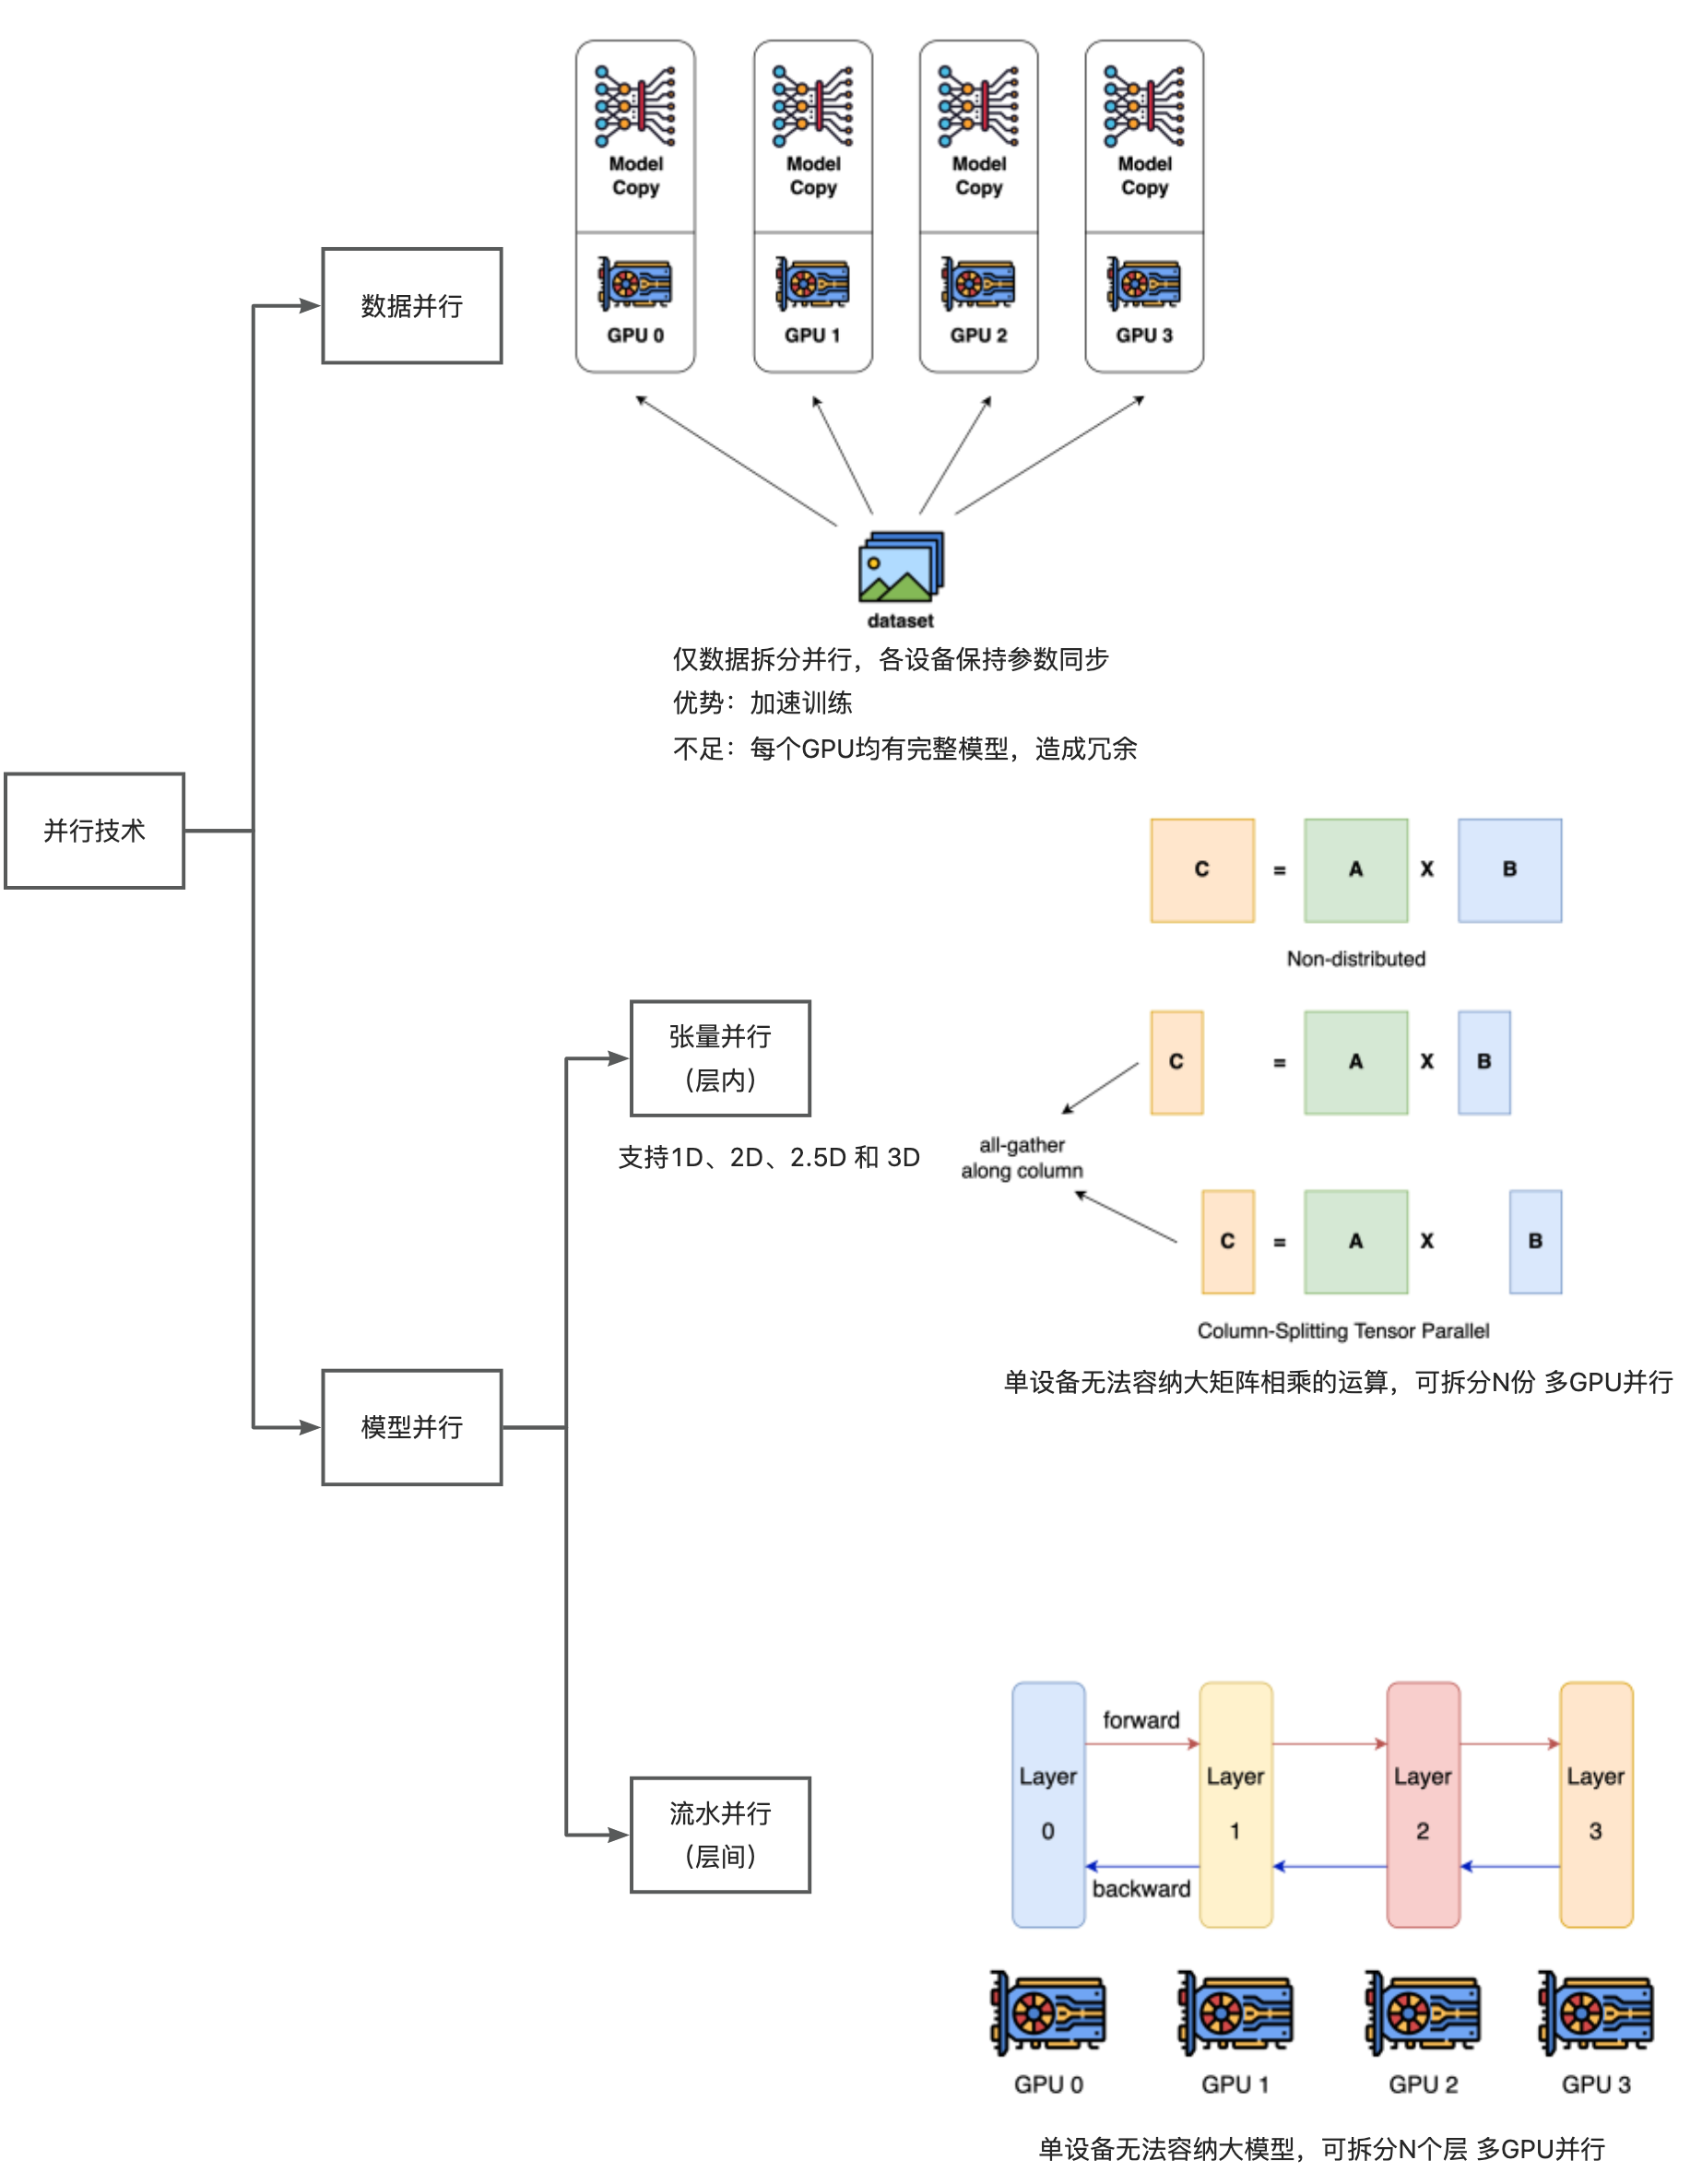 Model Copy
Model Copy
Model Copy
Model Copy
GPU 0
GPU 1
GPU 2
GPU 3
数据并行
dataset
仅数据拆分并行，各设备保持参数同步
优势：加速训练
不足：每个GPU均有完整模型，造成冗余
并行技术
C = A X B
Non-distributed
张量并行
（层内）
支持1D、2D、2.5D 和 3D
C = A X B
all-gather
along column
C = A X B
Column-Splitting Tensor Parallel
单设备无法容纳大矩阵相乘的运算，可拆分N份 多GPU并行
模型并行
流水并行
（层间）
forward
Layer 0
Layer 1
Layer 2
Layer 3
backward
GPU 0
GPU 1
GPU 2
GPU 3
单设备无法容纳大模型，可拆分N个层 多GPU并行